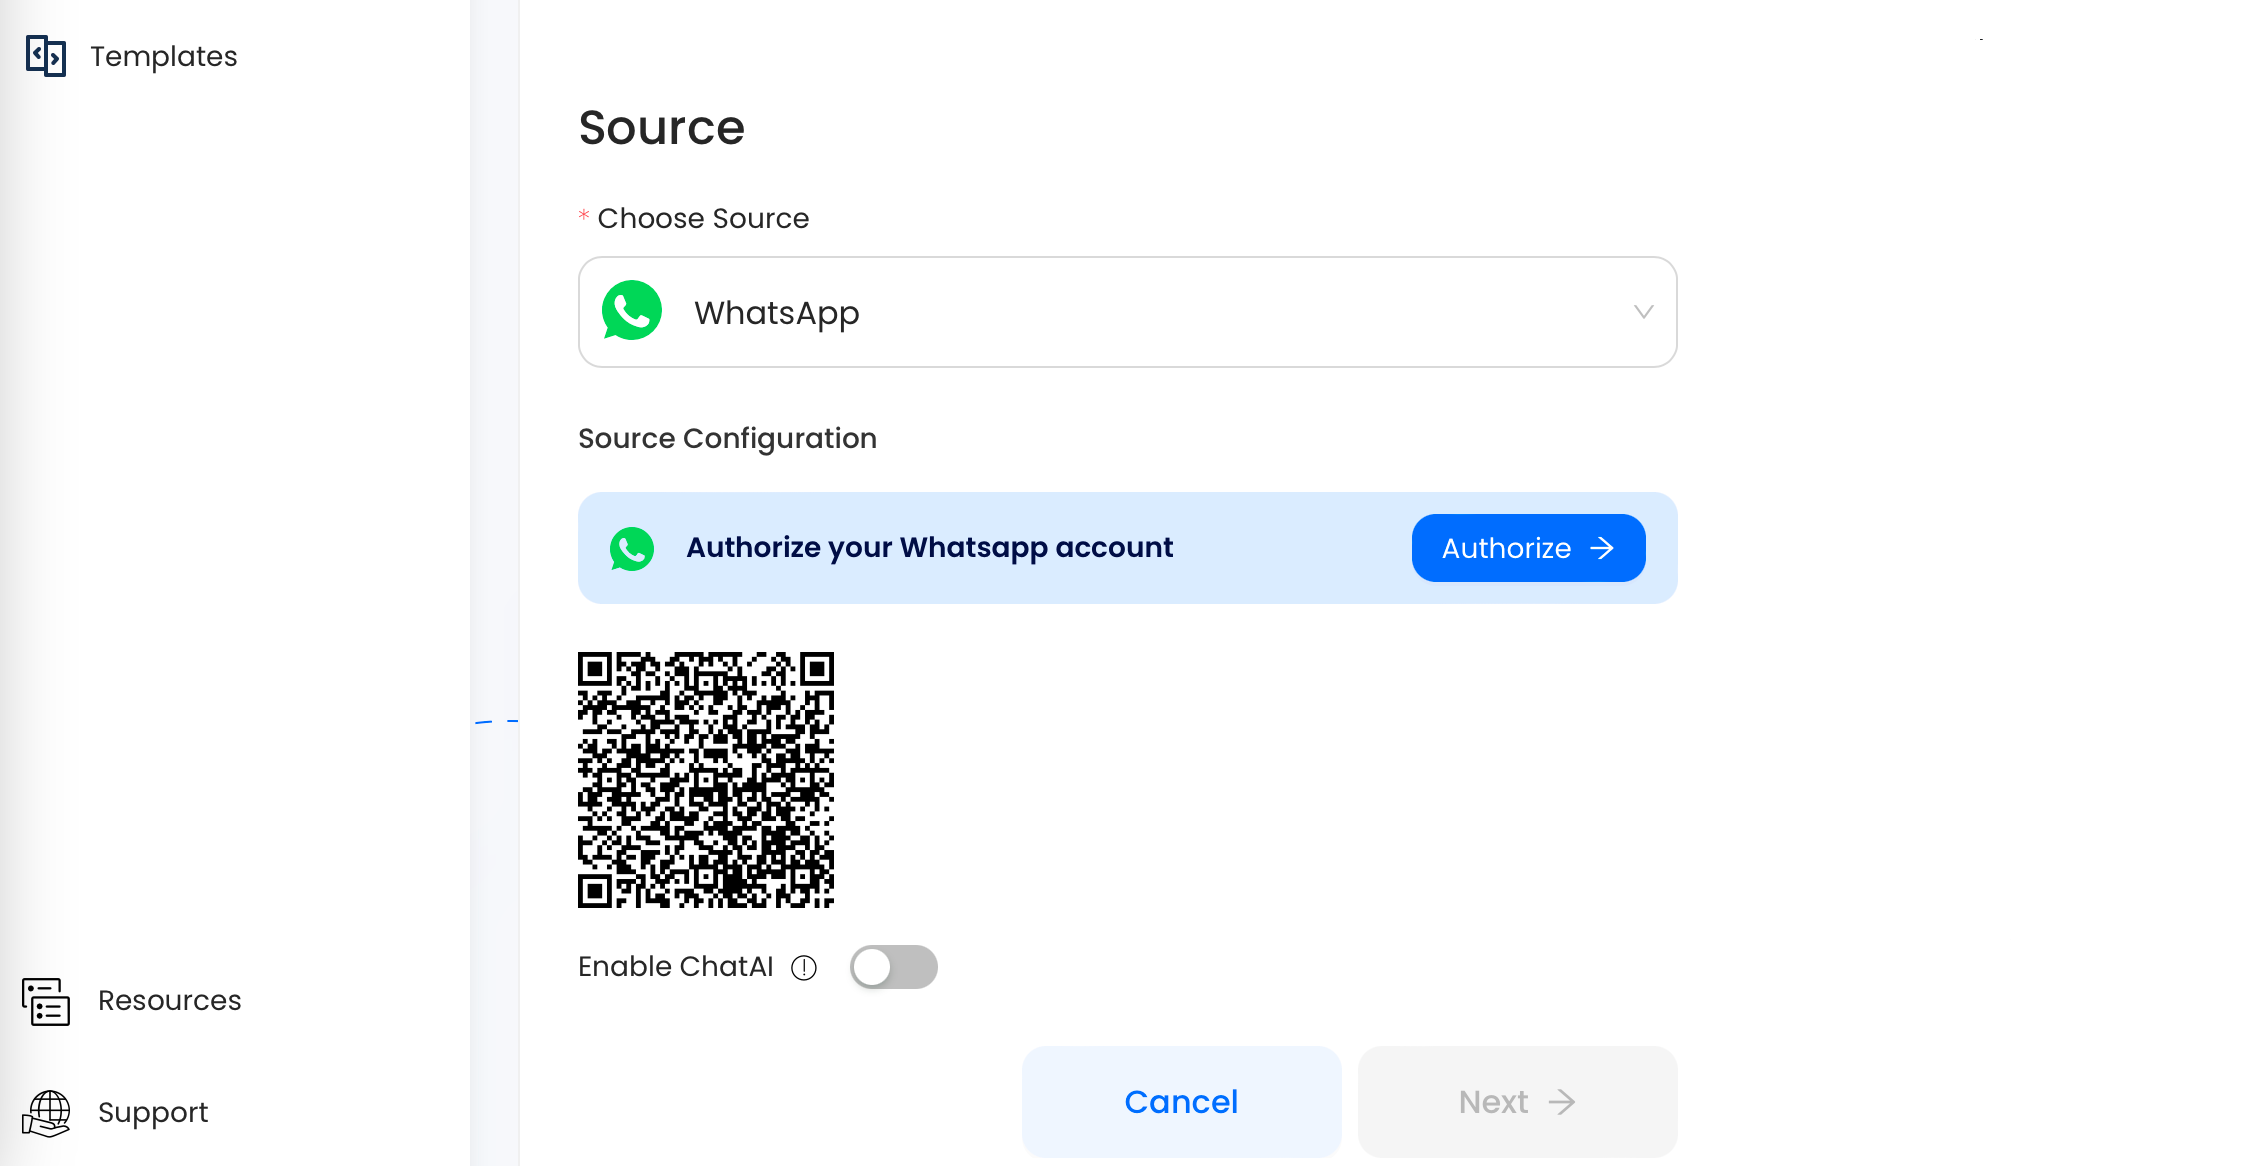 Templates
Source
* Choose Source
WhatsApp
Source Configuration
Authorize your Whatsapp account
Authorize
Enable ChatAI
Resources
Support
Cancel
Next